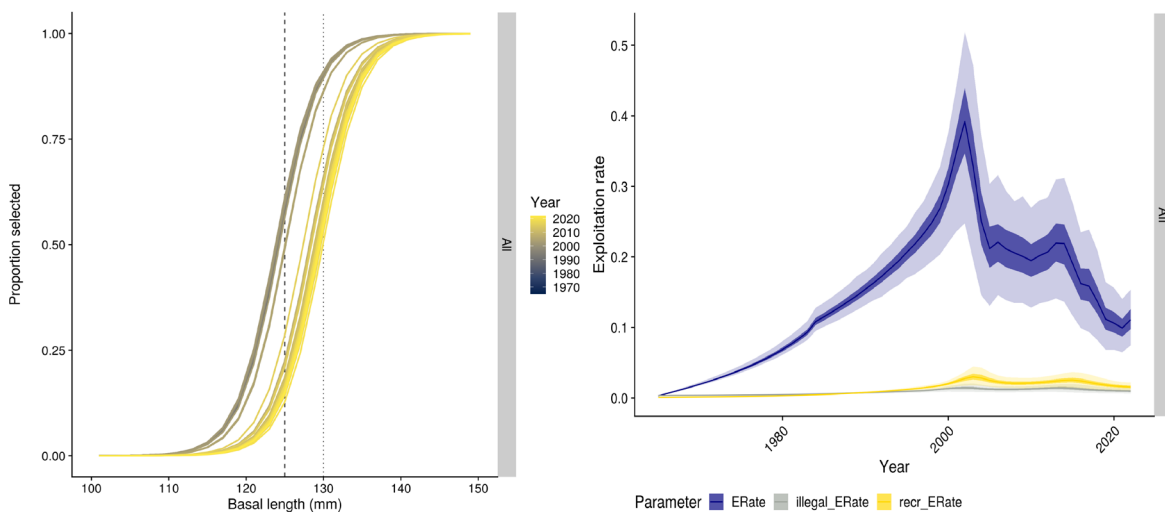 1.00
0.75
0.50
0.25
0.00
Proportion selected
100 110 120 130 140 150
Basal length (mm)
All
Year
2020
2010
2000
1990
1980
1970
0.5
0.4
0.3
0.2
0.1
0.0
Exploitation rate
1980 2000 2020
Year
All
Parameter ERate illegal_ERate recr_ERate